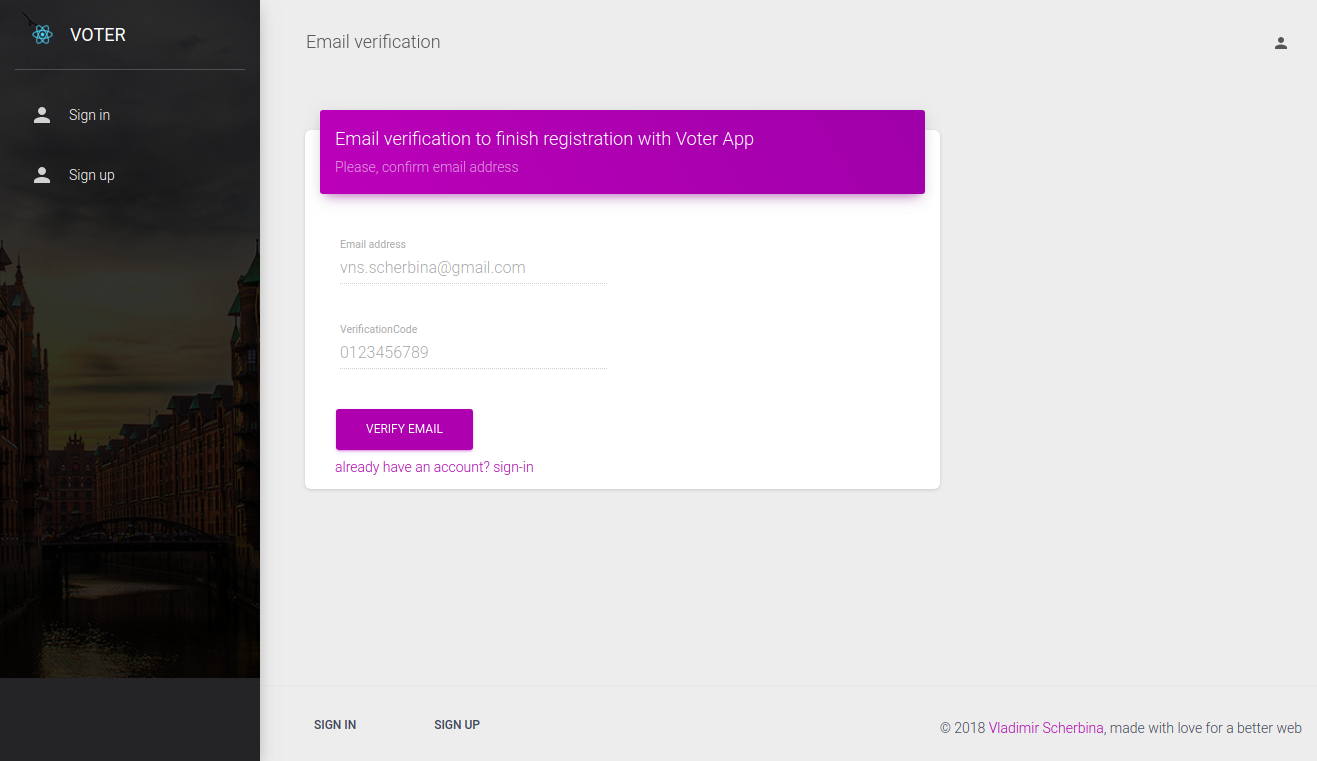 VOTER
Sign in
Sign up
Email verification
Email verification to finish registration with Voter App
Please, confirm email address
Email address
vns.scherbina@gmail.com
VerificationCode
0123456789
VERIFY EMAIL
already have an account? sign-in
SIGN IN
SIGN UP
© 2018 Vladimir Scherbina, made with love for a better web